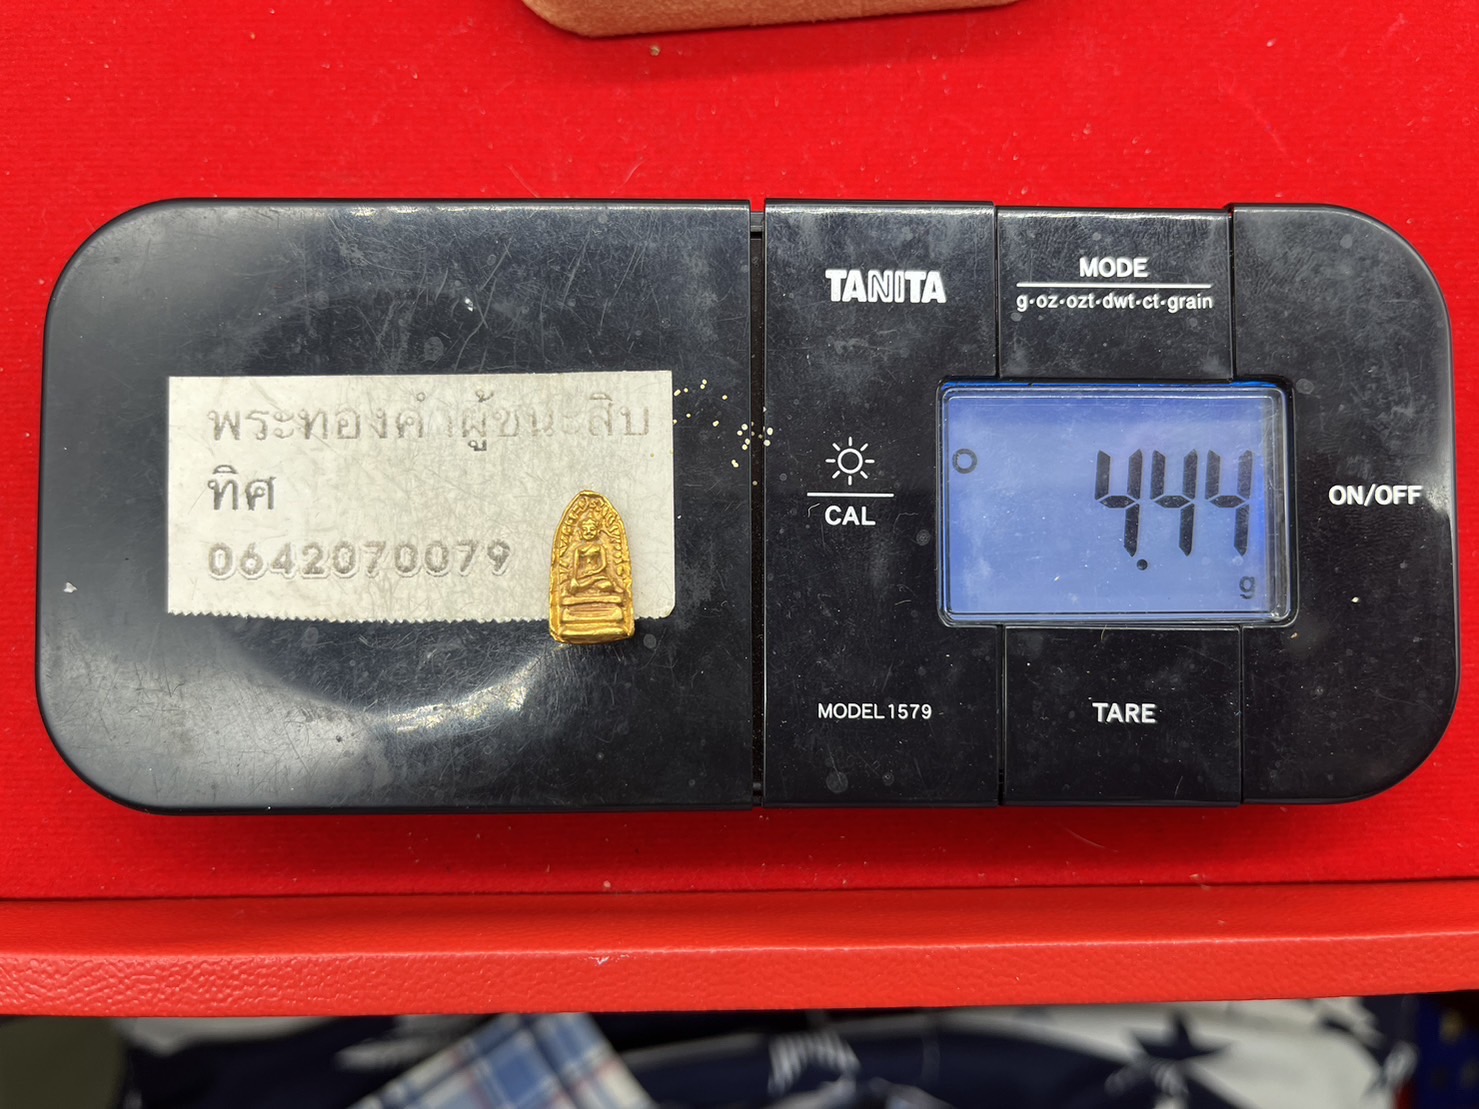 พระทองคำผู้ชนะสิบ
ทิศ
0642070079
TANITA
MODE
g·oz·ozt·dwt·ct·grain
CAL
4.44
g
ON/OFF
MODEL 1579
TARE